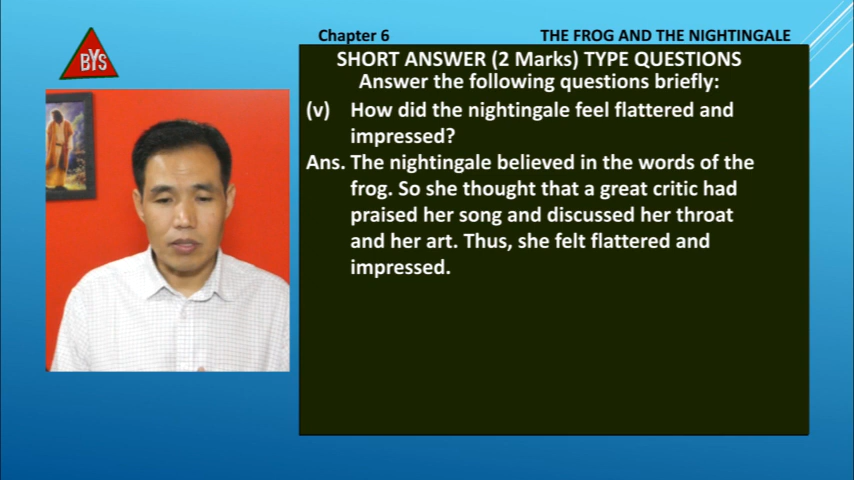 BYS
Chapter 6 THE FROG AND THE NIGHTINGALE
SHORT ANSWER (2 Marks) TYPE QUESTIONS
Answer the following questions briefly:
(v) How did the nightingale feel flattered and
impressed?
Ans. The nightingale believed in the words of the
frog. So she thought that a great critic had
praised her song and discussed her throat
and her art. Thus, she felt flattered and
impressed.